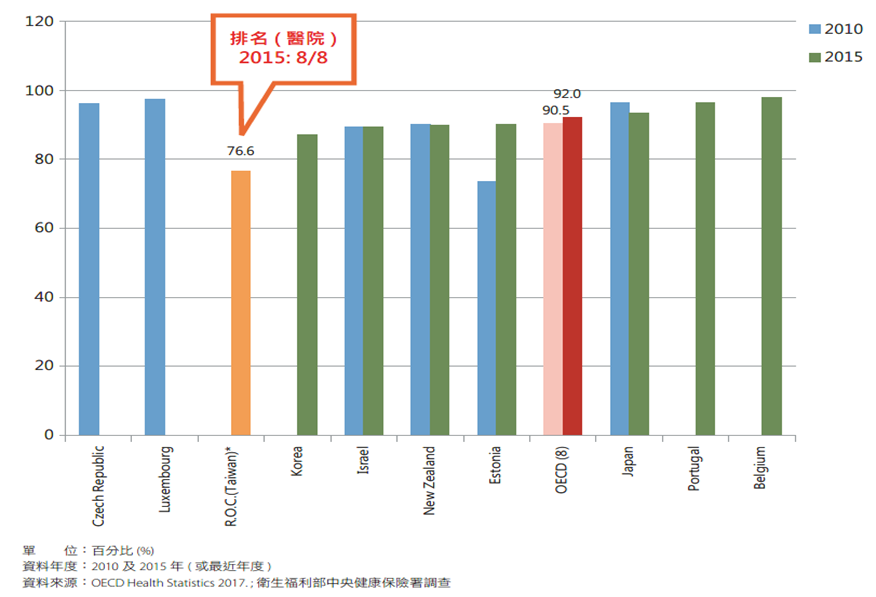 120
100
80
60
40
20
0
排名 ( 醫院 )
2015: 8/8
2010
2015
76.6
90.5
92.0
Czech Republic
Luxembourg
R.O.C.(Taiwan)*
Korea
Israel
New Zealand
Estonia
OECD (8)
Japan
Portugal
Belgium
單　　位：百分比 (%)
資料年度：2010 及 2015 年 ( 或最近年度 )
資料來源：OECD Health Statistics 2017. ; 衛生福利部中央健康保險署調查